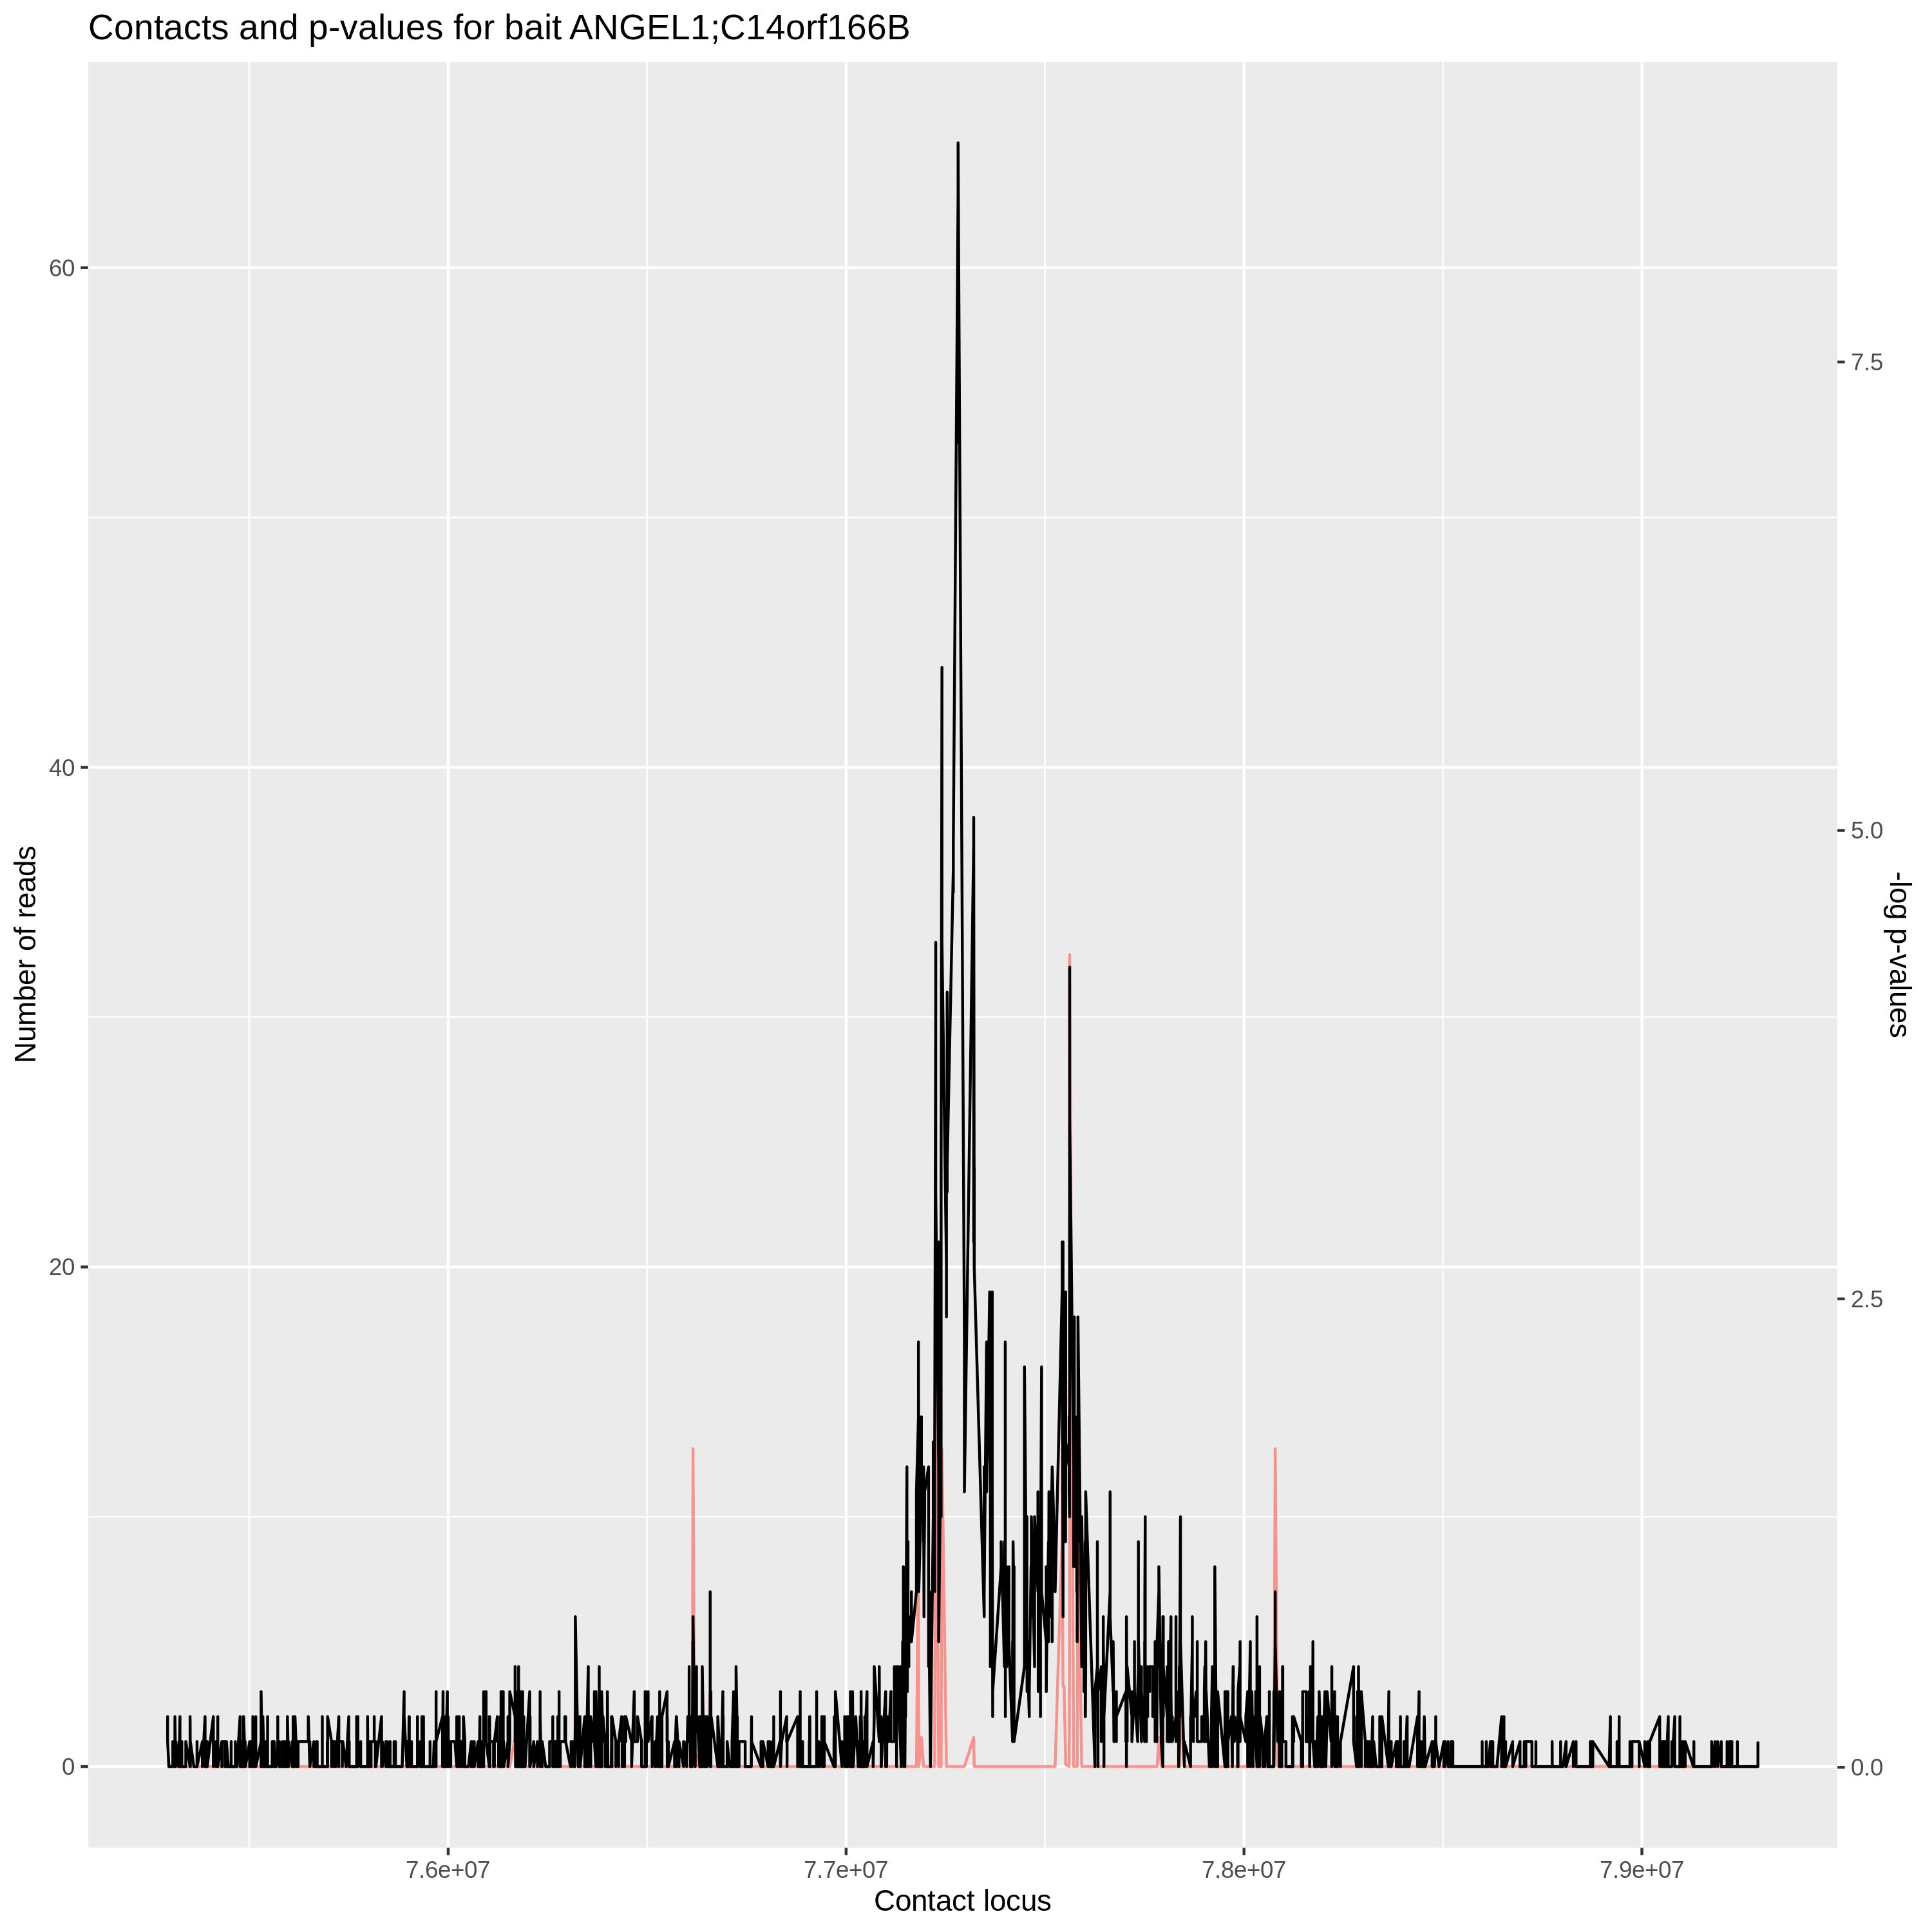 Contacts and p-values for bait ANGEL1;C14orf166B
60
40
20
0
Number of reads
7.5
5.0
2.5
0.0
-log p-values
7.6e+07
7.7e+07
7.8e+07
7.9e+07
Contact locus